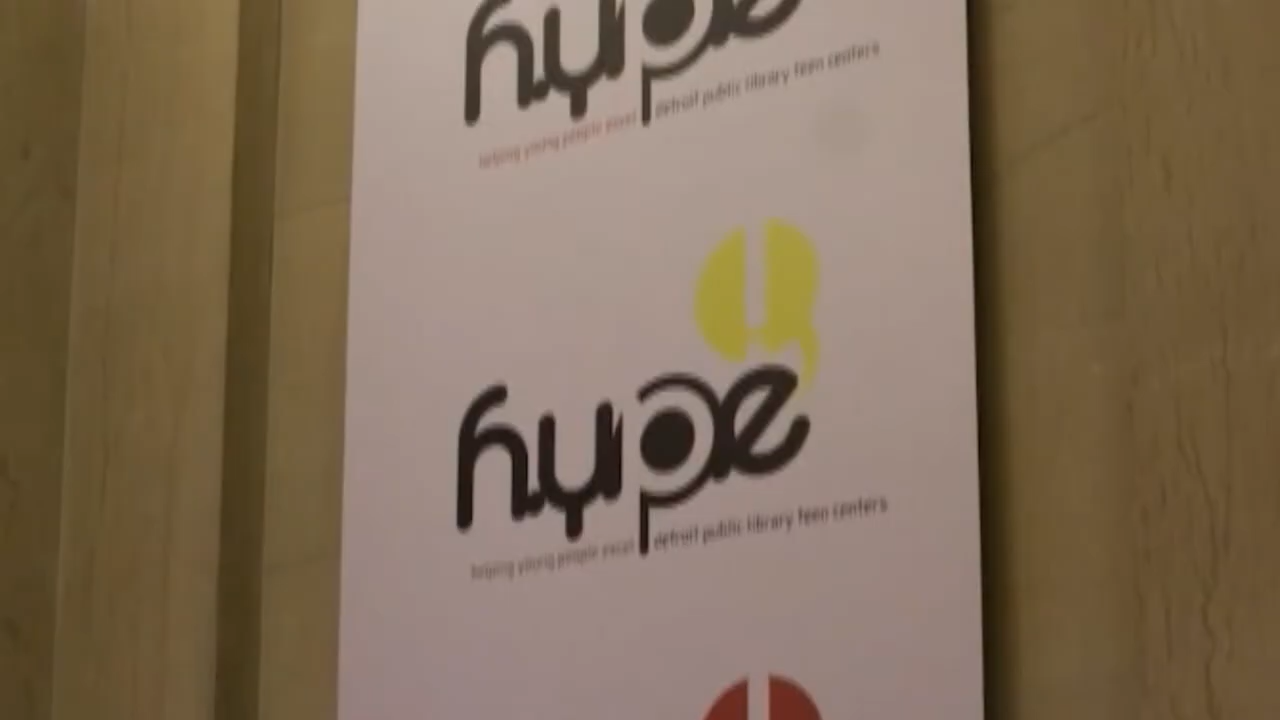 hype
helping young people excel detroit public library teen centers
hype
helping young people excel detroit public library teen centers